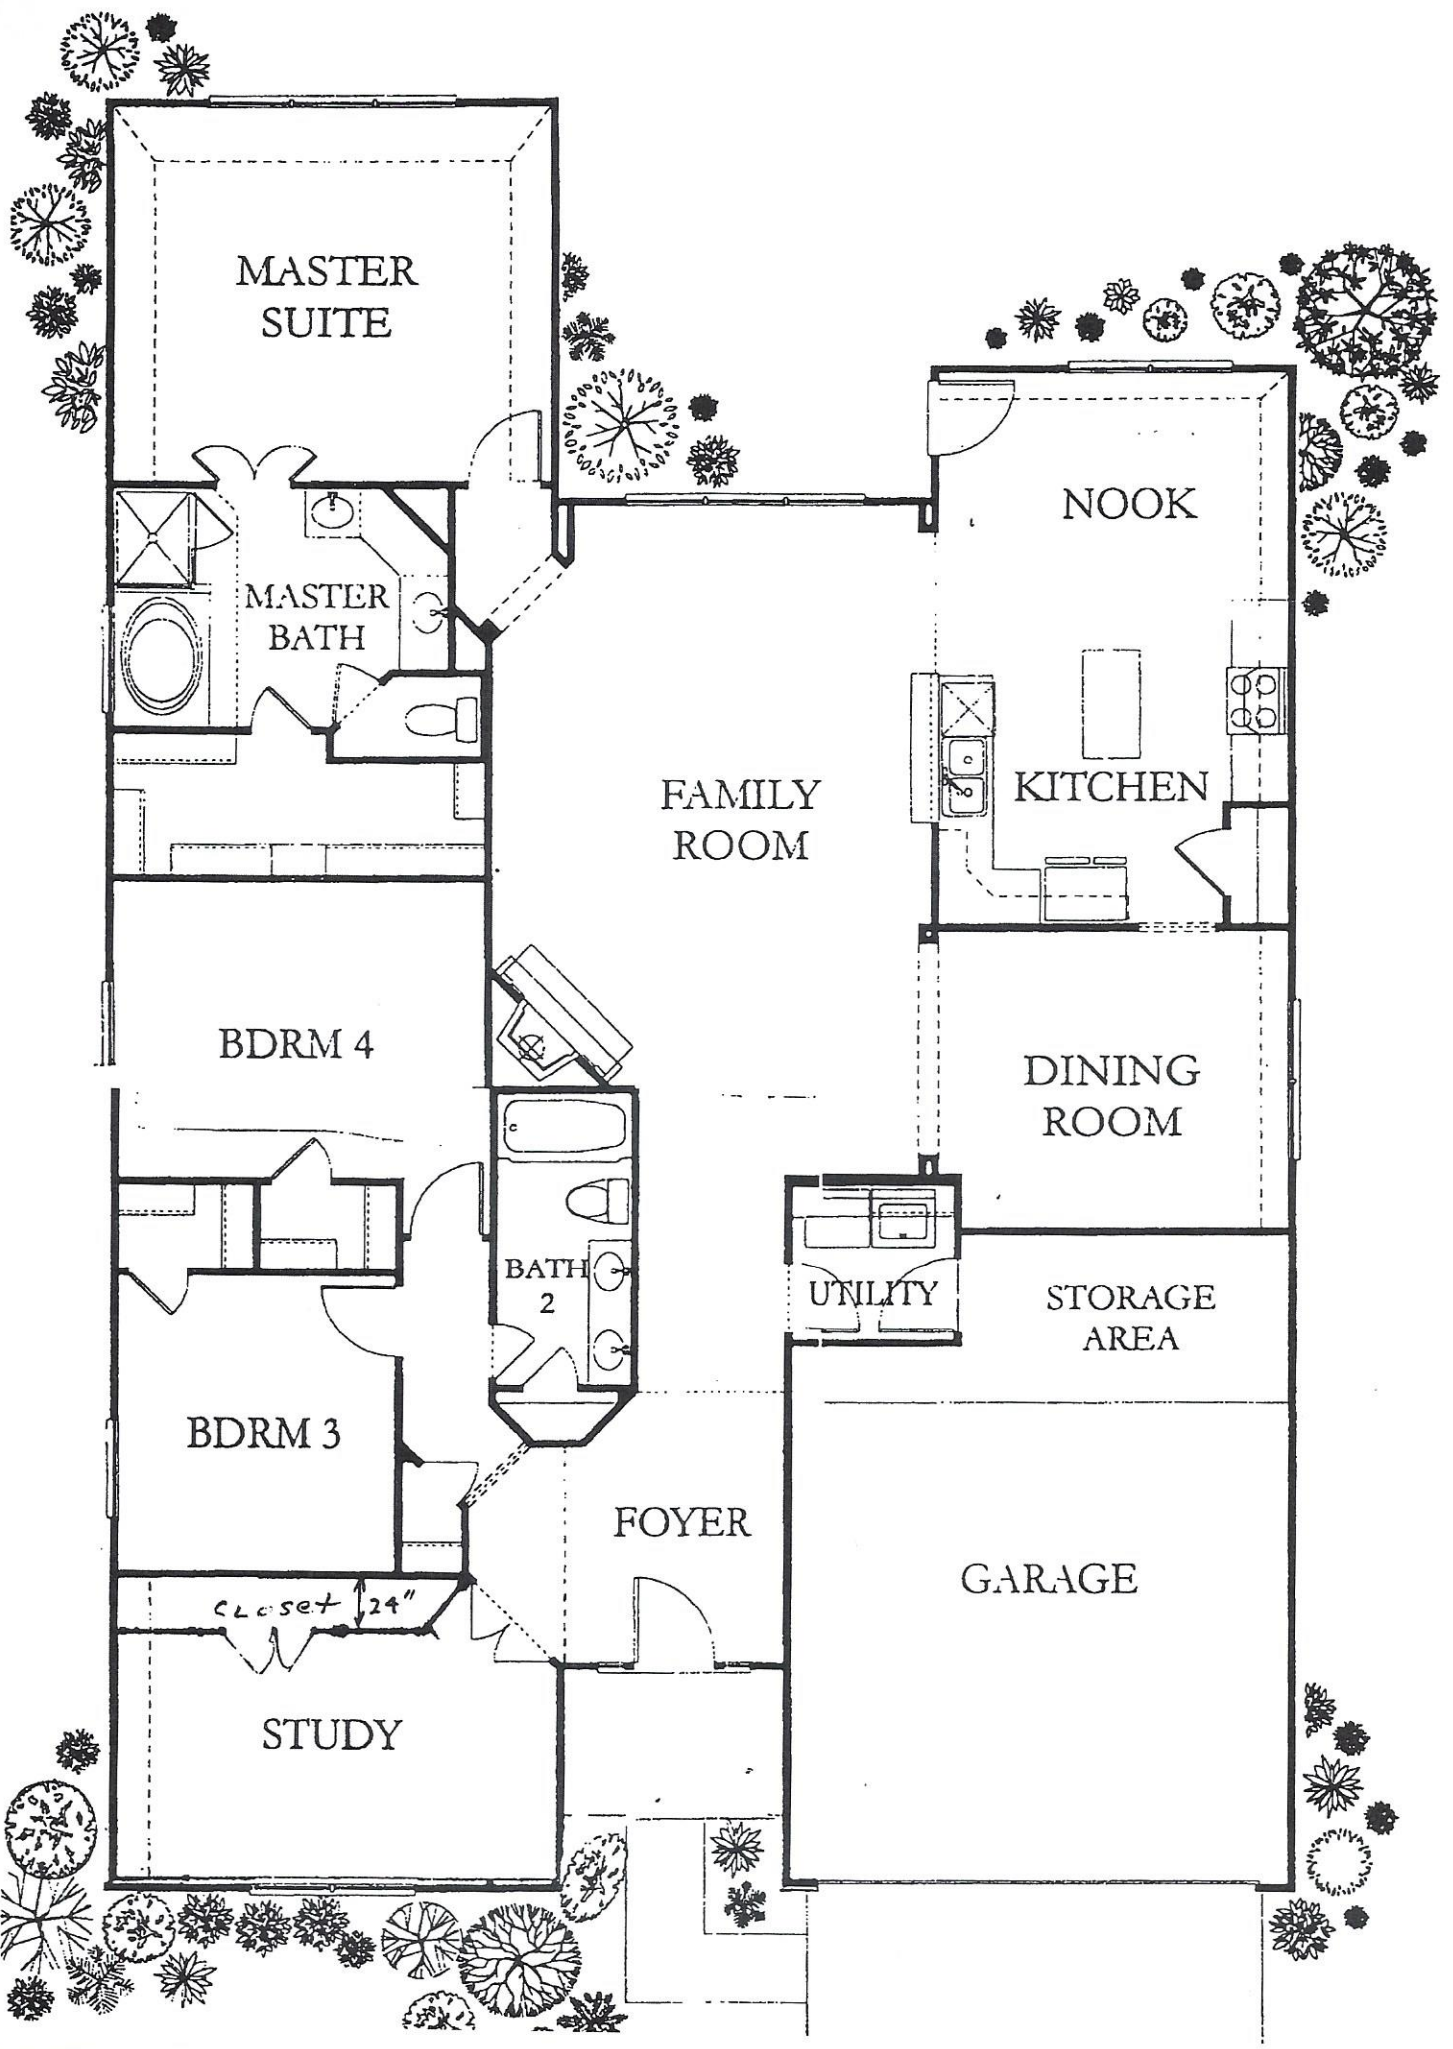 MASTER
SUITE
NOOK
MASTER
BATH
FAMILY
ROOM
KITCHEN
BDRM 4
DINING
ROOM
BATH
2
UTILITY
STORAGE
AREA
BDRM 3
FOYER
GARAGE
CLOSET 24"
STUDY